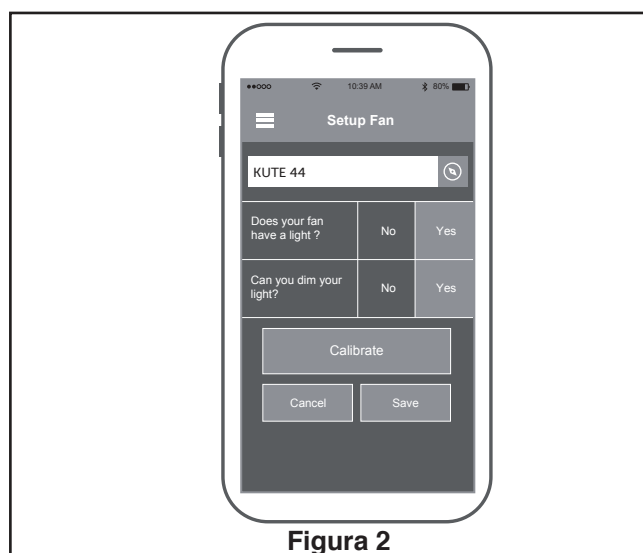 10:39 AM 80%
Setup Fan
KUTE 44
Does your fan
have a light ?
No
Yes
Can you dim your
light?
No
Yes
Calibrate
Cancel
Save
Figura 2